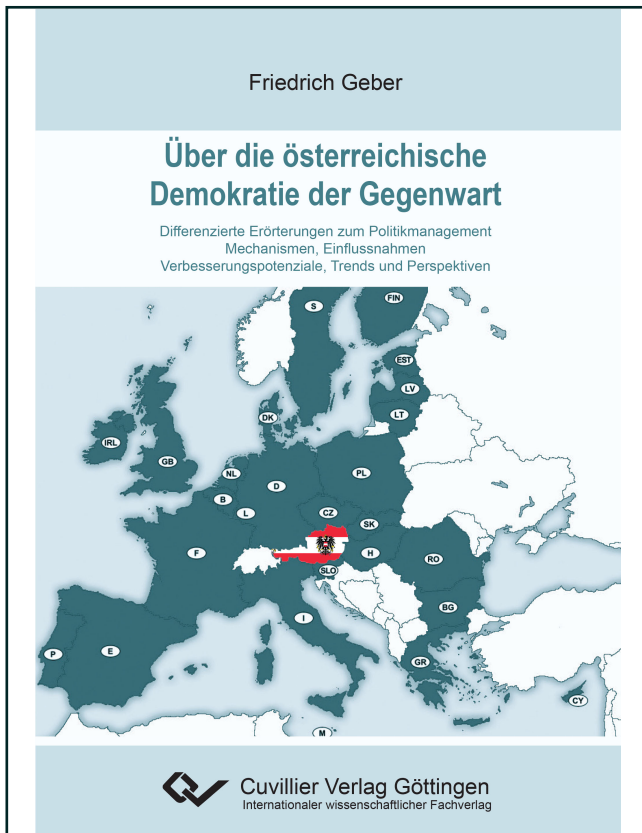 Friedrich Geber
Über die österreichische
Demokratie der Gegenwart
Differenzierte Erörterungen zum Politikmanagement
Mechanismen, Einflussnahmen
Verbesserungspotenziale, Trends und Perspektiven
FIN
S
EST
LV
LT
DK
IRL
GB
NL
PL
D
B
L
CZ
SK
F
H
RO
SLO
BG
I
P
E
GR
CY
M
Cuvillier Verlag Göttingen
Internationaler wissenschaftlicher Fachverlag